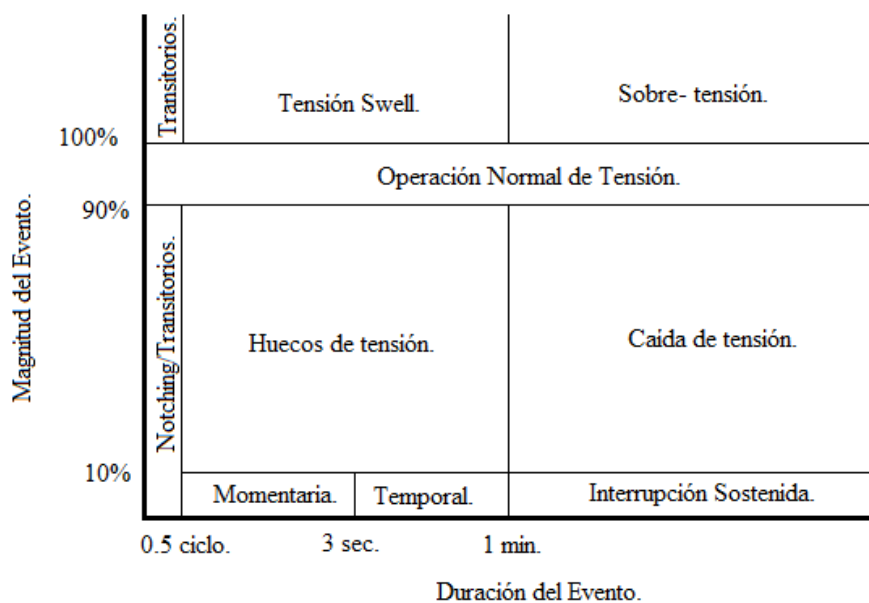 Transitorios.
Tensión Swell.
Sobre- tensión.
100%
Operación Normal de Tensión.
90%
Magnitud del Evento.
Notching/Transitorios.
Huecos de tensión.
Caída de tensión.
10%
Momentaria.
Temporal.
Interrupción Sostenida.
0.5 ciclo.
3 sec.
1 min.
Duración del Evento.